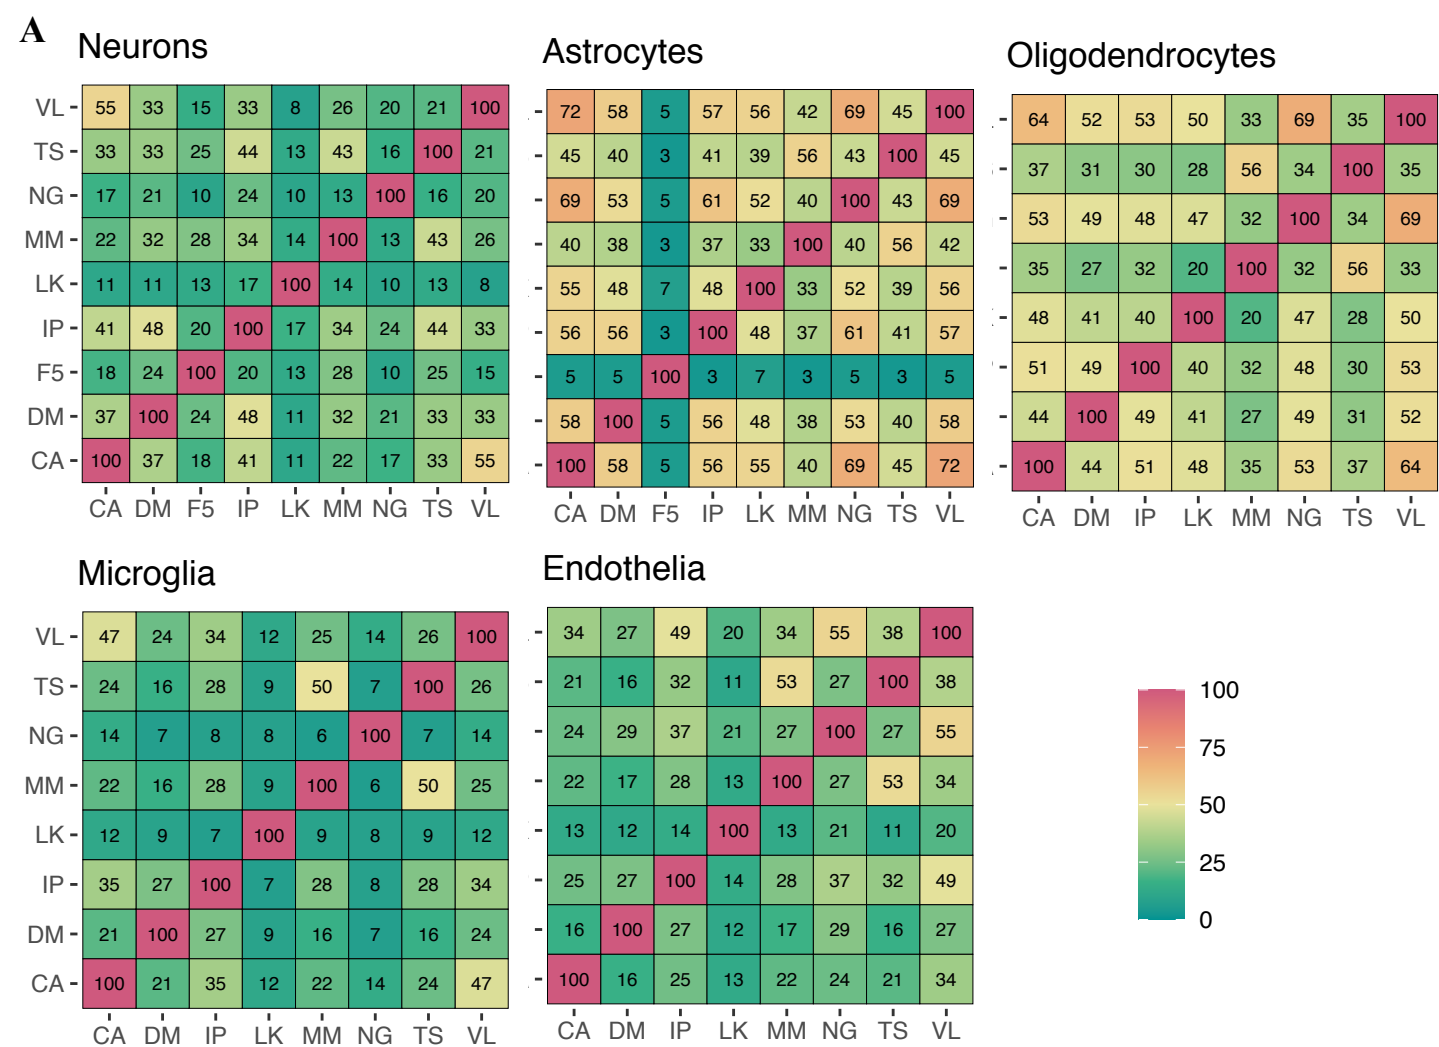 A
Neurons
Astrocytes
Oligodendrocytes
VL 55 33 15 33 8 26 20 21 100
TS 33 33 25 44 13 43 16 100 21
NG 17 21 10 24 10 13 100 16 20
MM 22 32 28 34 14 100 13 43 26
LK 11 11 13 17 100 14 10 13 8
IP 41 48 20 100 17 34 24 44 33
F5 18 24 100 20 13 28 10 25 15
DM 37 100 24 48 11 32 21 33 33
CA 100 37 18 41 11 22 17 33 55
CA DM F5 IP LK MM NG TS VL
72 58 5 57 56 42 69 45 100
45 40 3 41 39 56 43 100 45
69 53 5 61 52 40 100 43 69
40 38 3 37 33 100 40 56 42
55 48 7 48 100 33 52 39 56
56 56 3 100 48 37 61 41 57
5 5 100 3 7 3 5 3 5
58 100 5 56 48 38 53 40 58
100 58 5 56 55 40 69 45 72
CA DM F5 IP LK MM NG TS VL
64 52 53 50 33 69 35 100
37 31 30 28 56 34 100 35
53 49 48 47 32 100 34 69
35 27 32 20 100 32 56 33
48 41 40 100 20 47 28 50
51 49 100 40 32 48 30 53
44 100 49 41 27 49 31 52
100 44 51 48 35 53 37 64
CA DM IP LK MM NG TS VL
Microglia
Endothelia
VL 47 24 34 12 25 14 26 100
TS 24 16 28 9 50 7 100 26
NG 14 7 8 8 6 100 7 14
MM 22 16 28 9 100 6 50 25
LK 12 9 7 100 9 8 9 12
IP 35 27 100 7 28 8 28 34
DM 21 100 27 9 16 7 16 24
CA 100 21 35 12 22 14 24 47
CA DM IP LK MM NG TS VL
34 27 49 20 34 55 38 100
21 16 32 11 53 27 100 38
24 29 37 21 27 100 27 55
22 17 28 13 100 27 53 34
13 12 14 100 13 21 11 20
25 27 100 14 28 37 32 49
16 100 27 12 17 29 16 27
100 16 25 13 22 24 21 34
CA DM IP LK MM NG TS VL
100
75
50
25
0